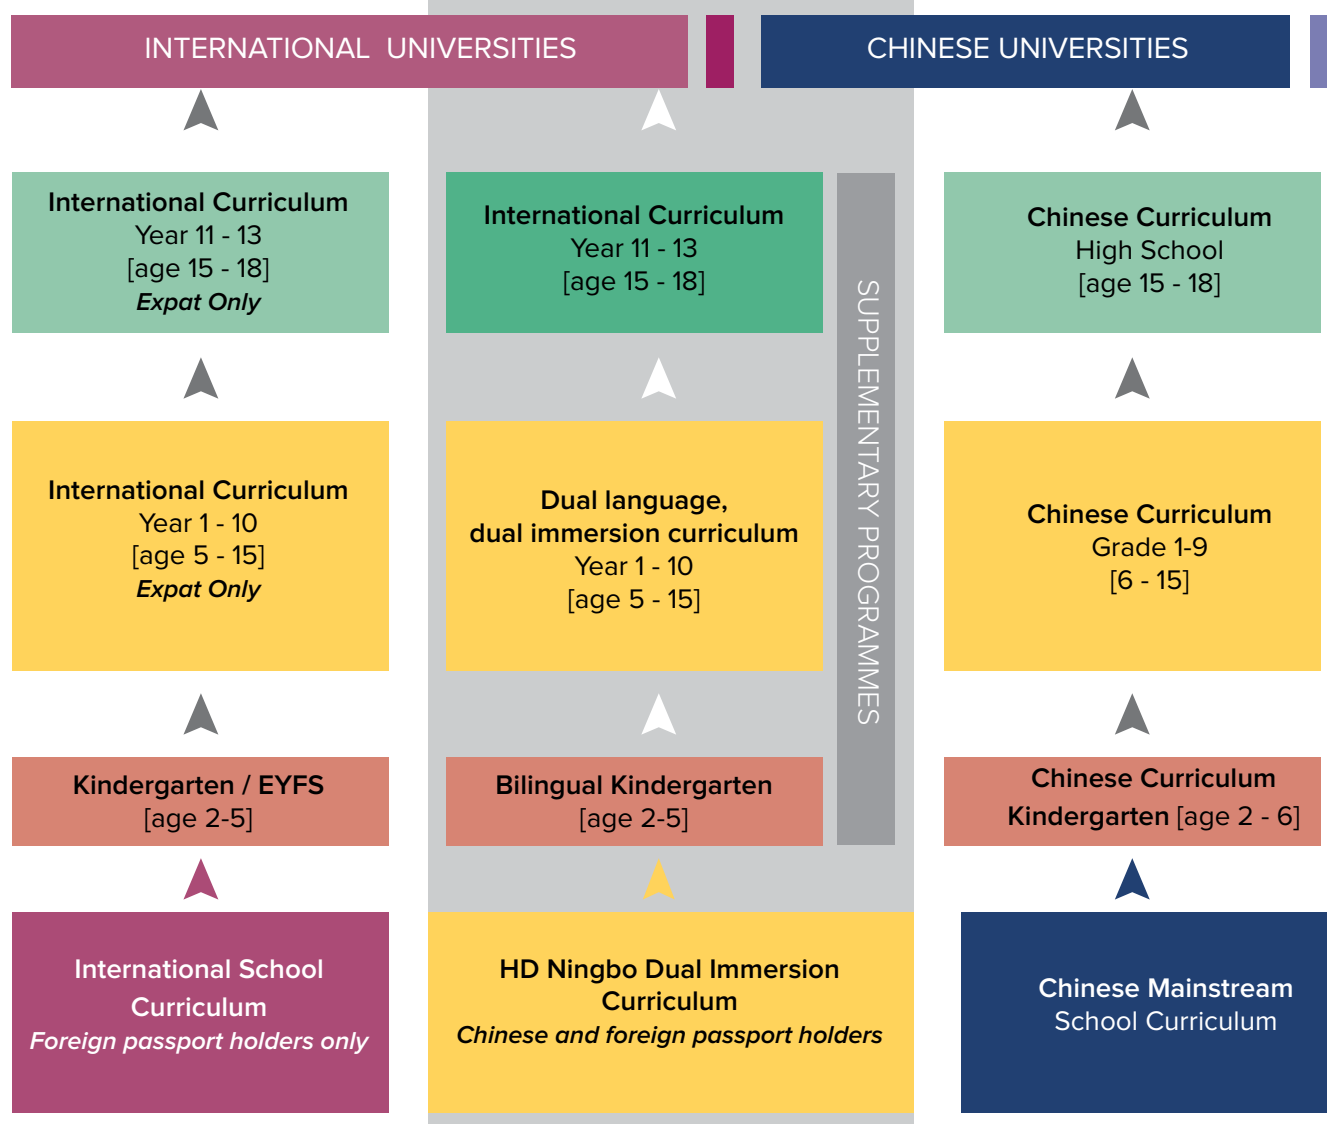 INTERNATIONAL UNIVERSITIES
CHINESE UNIVERSITIES
International Curriculum
Year 11 - 13
[age 15 - 18]
Expat Only
International Curriculum
Year 11 - 13
[age 15 - 18]
Chinese Curriculum
High School
[age 15 - 18]
SUPPLEMENTARY PROGRAMMES
International Curriculum
Year 1 - 10
[age 5 - 15]
Expat Only
Dual language,
dual immersion curriculum
Year 1 - 10
[age 5 - 15]
Chinese Curriculum
Grade 1-9
[6 - 15]
Kindergarten / EYFS
[age 2-5]
Bilingual Kindergarten
[age 2-5]
Chinese Curriculum
Kindergarten [age 2 - 6]
International School
Curriculum
Foreign passport holders only
HD Ningbo Dual Immersion
Curriculum
Chinese and foreign passport holders
Chinese Mainstream
School Curriculum